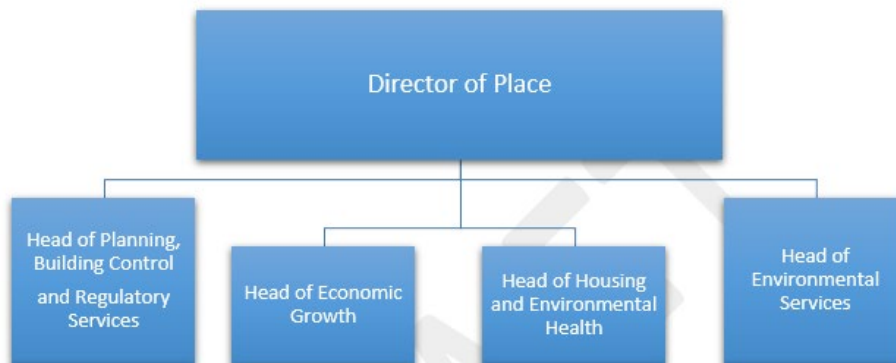 Director of Place
Head of Planning,
Building Control
and Regulatory
Services
Head of Economic
Growth
Head of Housing
and Environmental
Health
Head of
Environmental
Services